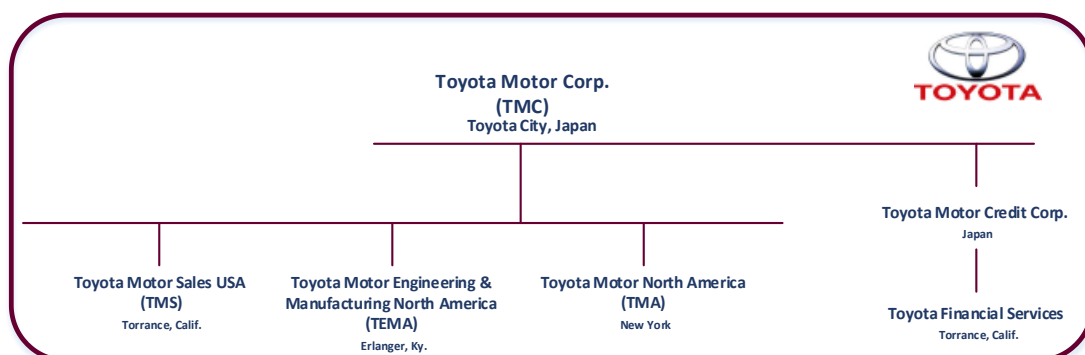 TOYOTA
Toyota Motor Corp.
(TMC)
Toyota City, Japan
Toyota Motor Credit Corp.
Japan
Toyota Motor Sales USA
(TMS)
Torrance, Calif.
Toyota Motor Engineering &
Manufacturing North America
(TEMA)
Erlanger, Ky.
Toyota Motor North America
(TMA)
New York
Toyota Financial Services
Torrance, Calif.